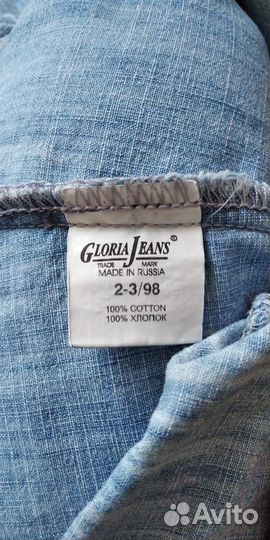 GLORIA JEANS®
TRADE MARK
MADE IN RUSSIA
2-3/98
100% COTTON
100% ХЛОПОК
Avito